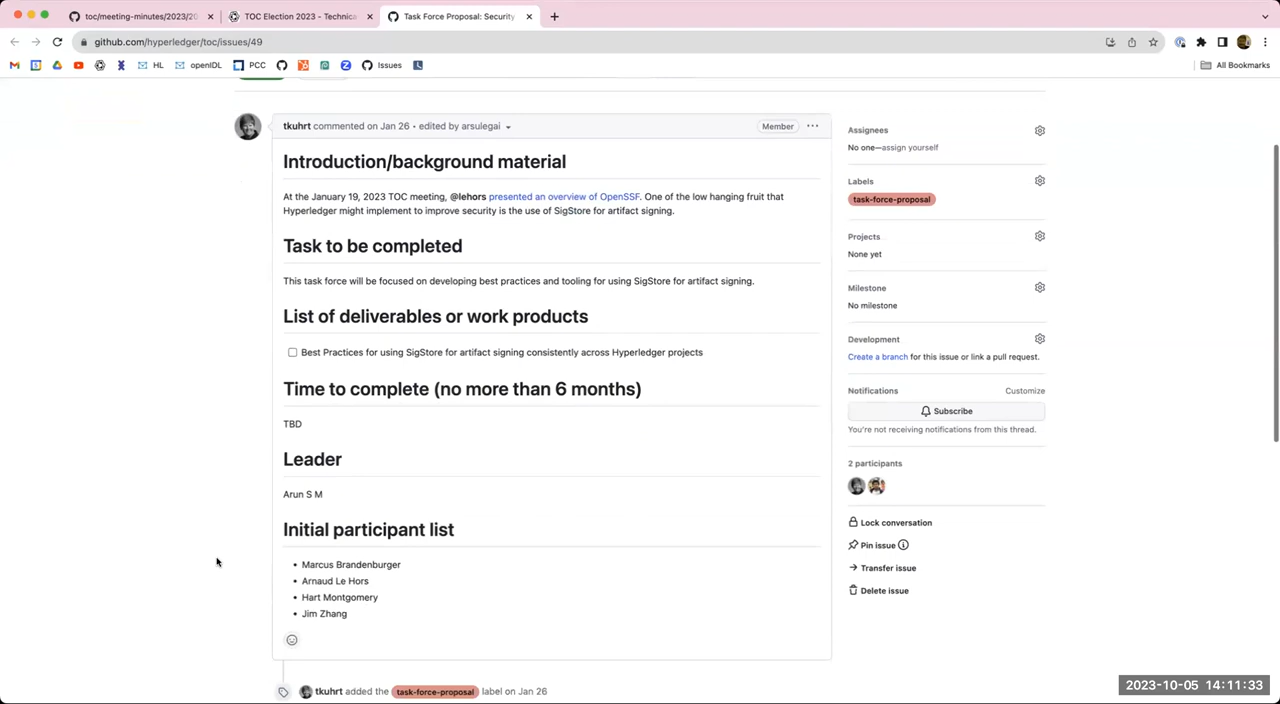 toc/meeting-minutes/2023/20
TOC Election 2023 - Technica
Task Force Proposal: Security
github.com/hyperledger/toc/issues/49
HL
openIDL
PCC
Issues
All Bookmarks
tkuhrt commented on Jan 26 • edited by arsulegai
Member
Introduction/background material
At the January 19, 2023 TOC meeting, @lehors presented an overview of OpenSSF. One of the low hanging fruit that
Hyperledger might implement to improve security is the use of SigStore for artifact signing.
Task to be completed
This task force will be focused on developing best practices and tooling for using SigStore for artifact signing.
List of deliverables or work products
Best Practices for using SigStore for artifact signing consistently across Hyperledger projects
Time to complete (no more than 6 months)
TBD
Leader
Arun S M
Initial participant list
• Marcus Brandenburger
• Arnaud Le Hors
• Hart Montgomery
• Jim Zhang
tkuhrt added the task-force-proposal label on Jan 26
Assignees
No one—assign yourself
Labels
task-force-proposal
Projects
None yet
Milestone
No milestone
Development
Create a branch for this issue or link a pull request.
Notifications
Customize
Subscribe
You're not receiving notifications from this thread.
2 participants
Lock conversation
Pin issue
Transfer issue
Delete issue
2023-10-05 14:11:33